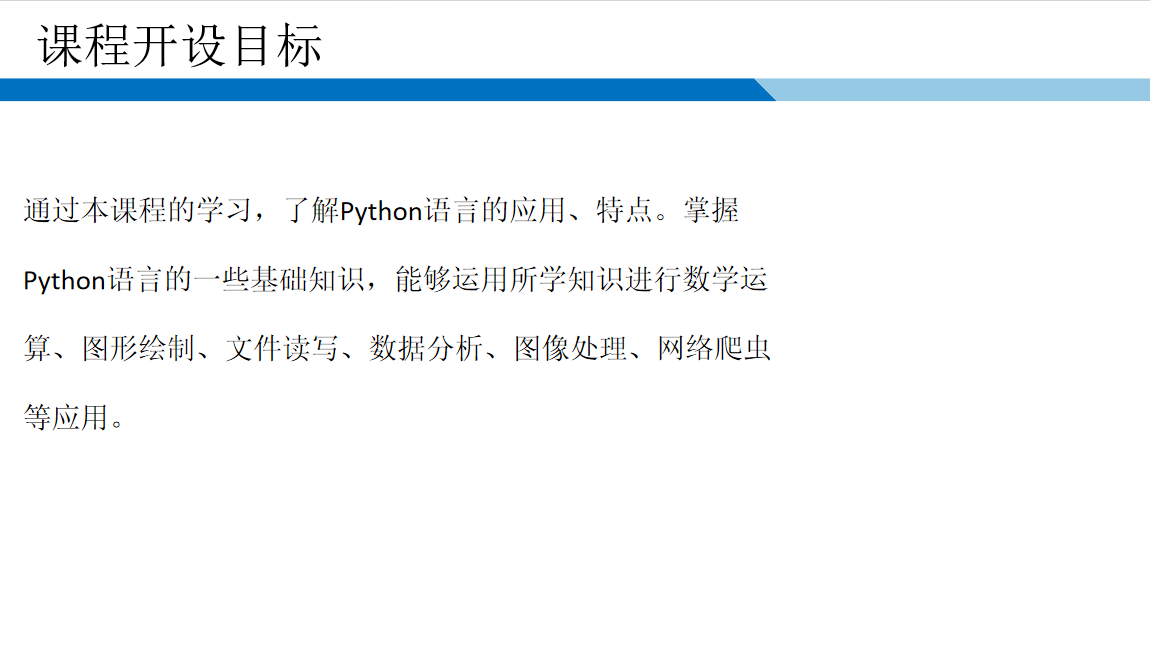 课程开设目标
通过本课程的学习，了解Python语言的应用、特点。掌握
Python语言的一些基础知识，能够运用所学知识进行数学运
算、图形绘制、文件读写、数据分析、图像处理、网络爬虫
等应用。